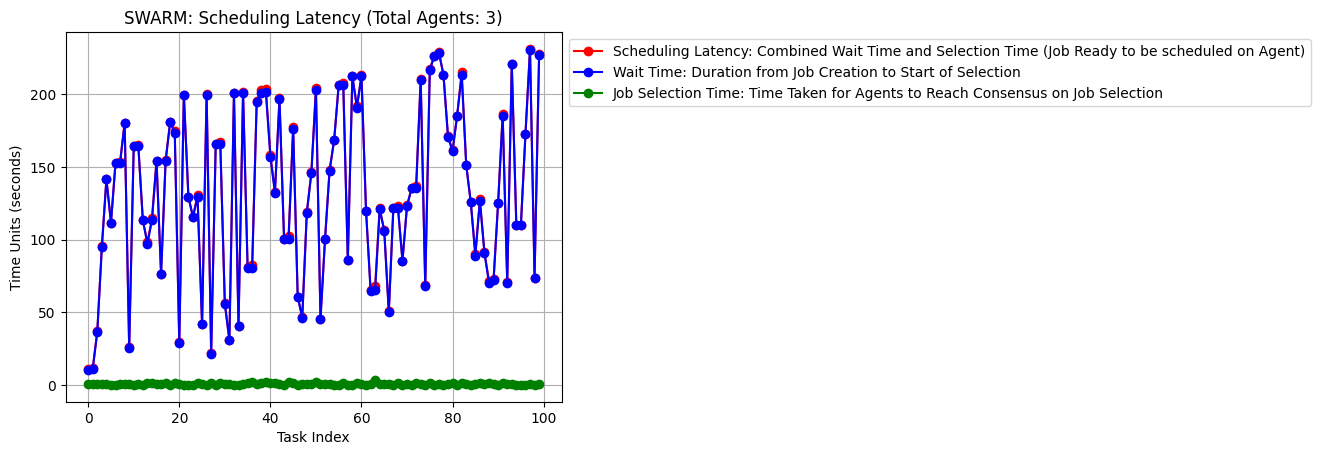 SWARM: Scheduling Latency (Total Agents: 3)
Scheduling Latency: Combined Wait Time and Selection Time (Job Ready to be scheduled on Agent)
Wait Time: Duration from Job Creation to Start of Selection
Job Selection Time: Time Taken for Agents to Reach Consensus on Job Selection
Time Units (seconds)
200
150
100
50
0
0 20 40 60 80 100
Task Index